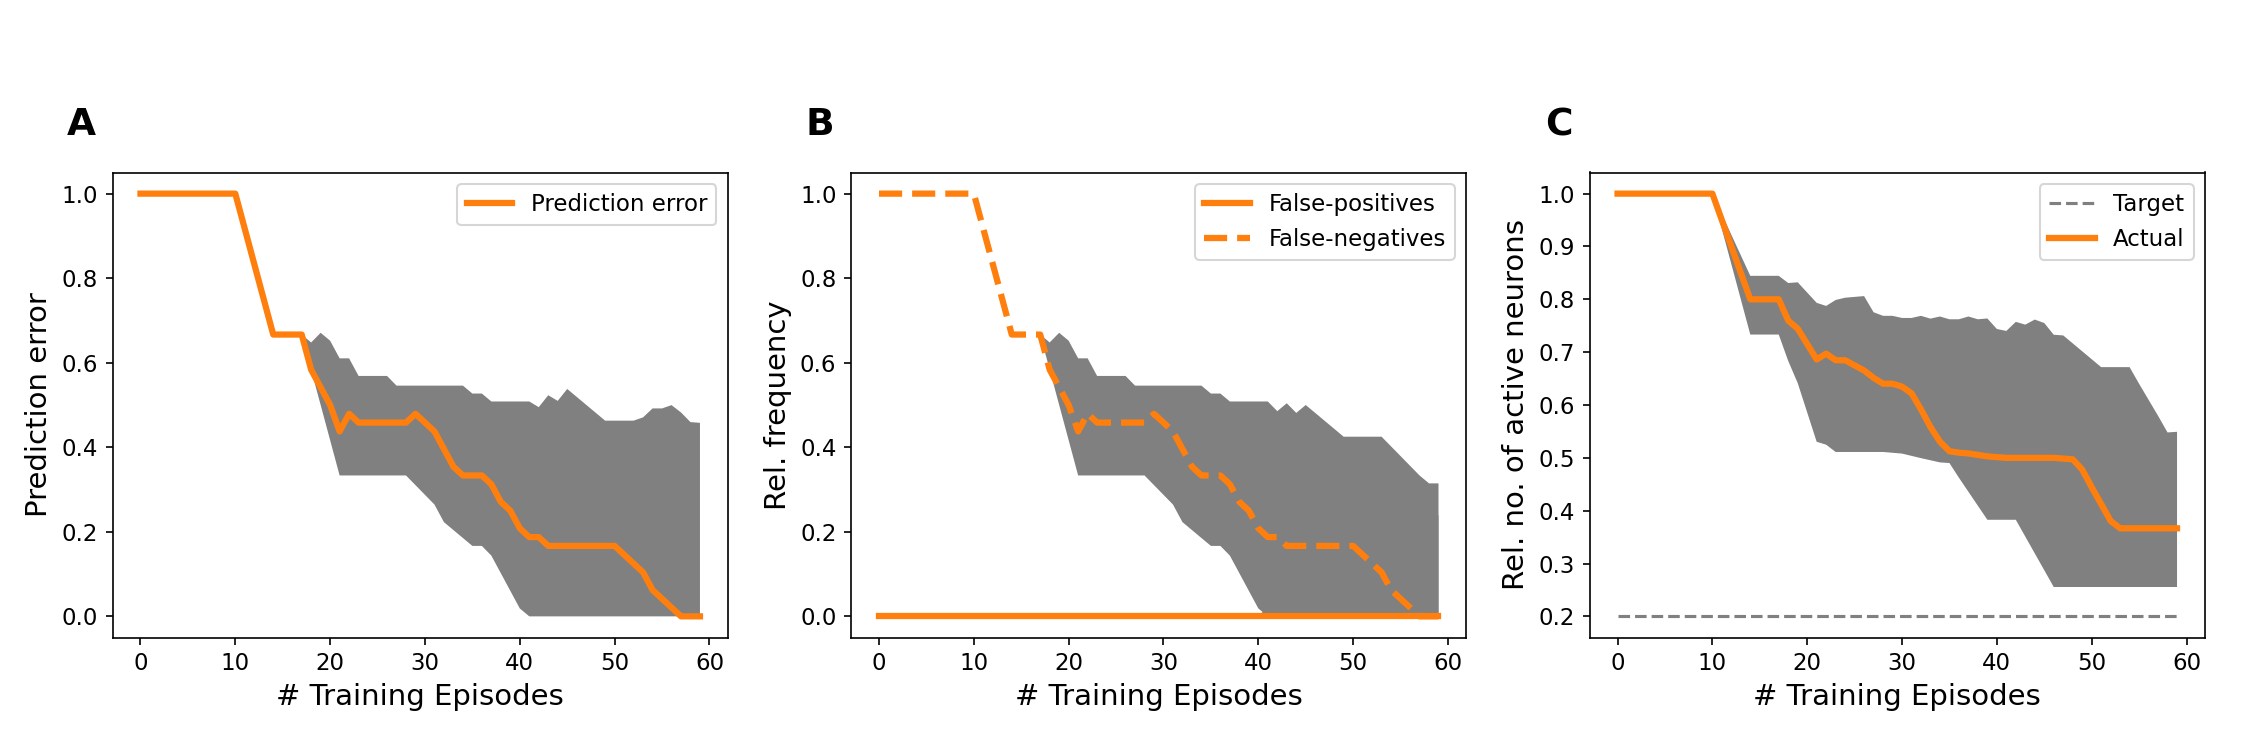 A
B
C
Prediction error
1.0
0.8
0.6
0.4
0.2
0.0
Prediction error
0 10 20 30 40 50 60
# Training Episodes
Rel. frequency
1.0
0.8
0.6
0.4
0.2
0.0
False-positives
False-negatives
0 10 20 30 40 50 60
# Training Episodes
Rel. no. of active neurons
1.0
0.9
0.8
0.7
0.6
0.5
0.4
0.3
0.2
Target
Actual
0 10 20 30 40 50 60
# Training Episodes